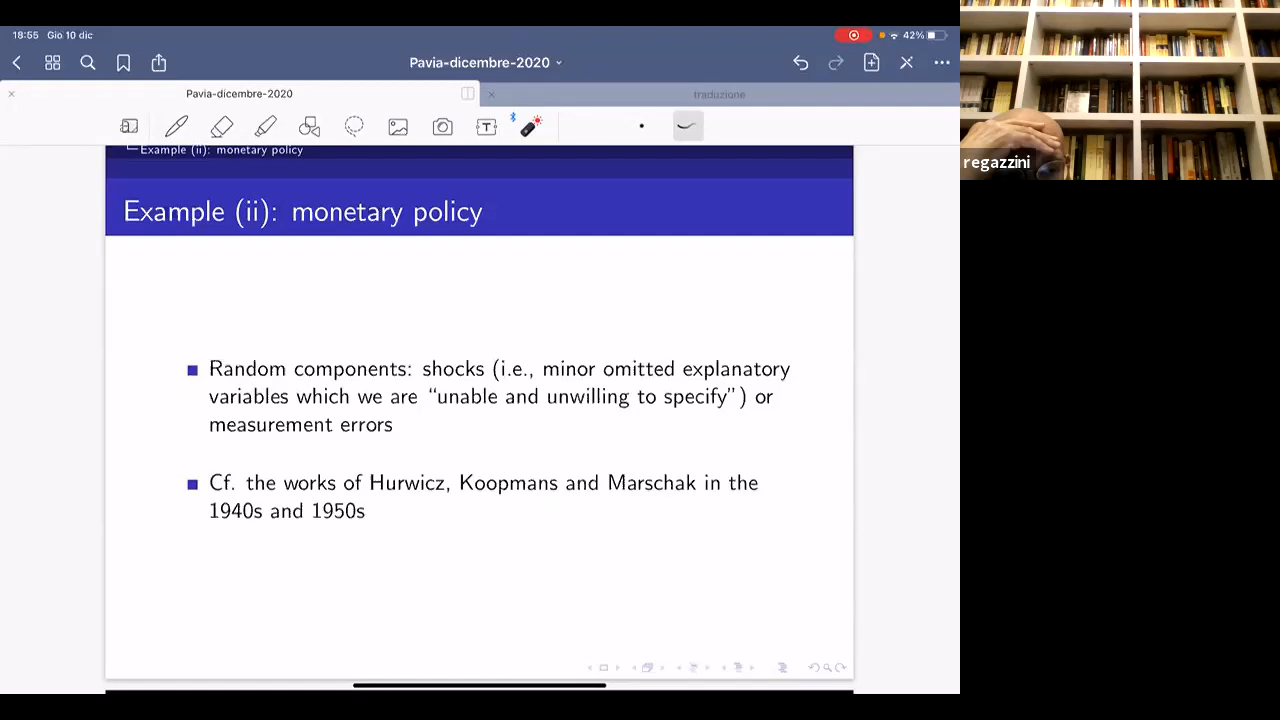 18:55 Gio 10 dic
42%
Pavia-dicembre-2020
Pavia-dicembre-2020
traduzione
T
Example (ii): monetary policy
Example (ii): monetary policy
Random components: shocks (i.e., minor omitted explanatory
variables which we are “unable and unwilling to specify”) or
measurement errors
Cf. the works of Hurwicz, Koopmans and Marschak in the
1940s and 1950s
regazzini